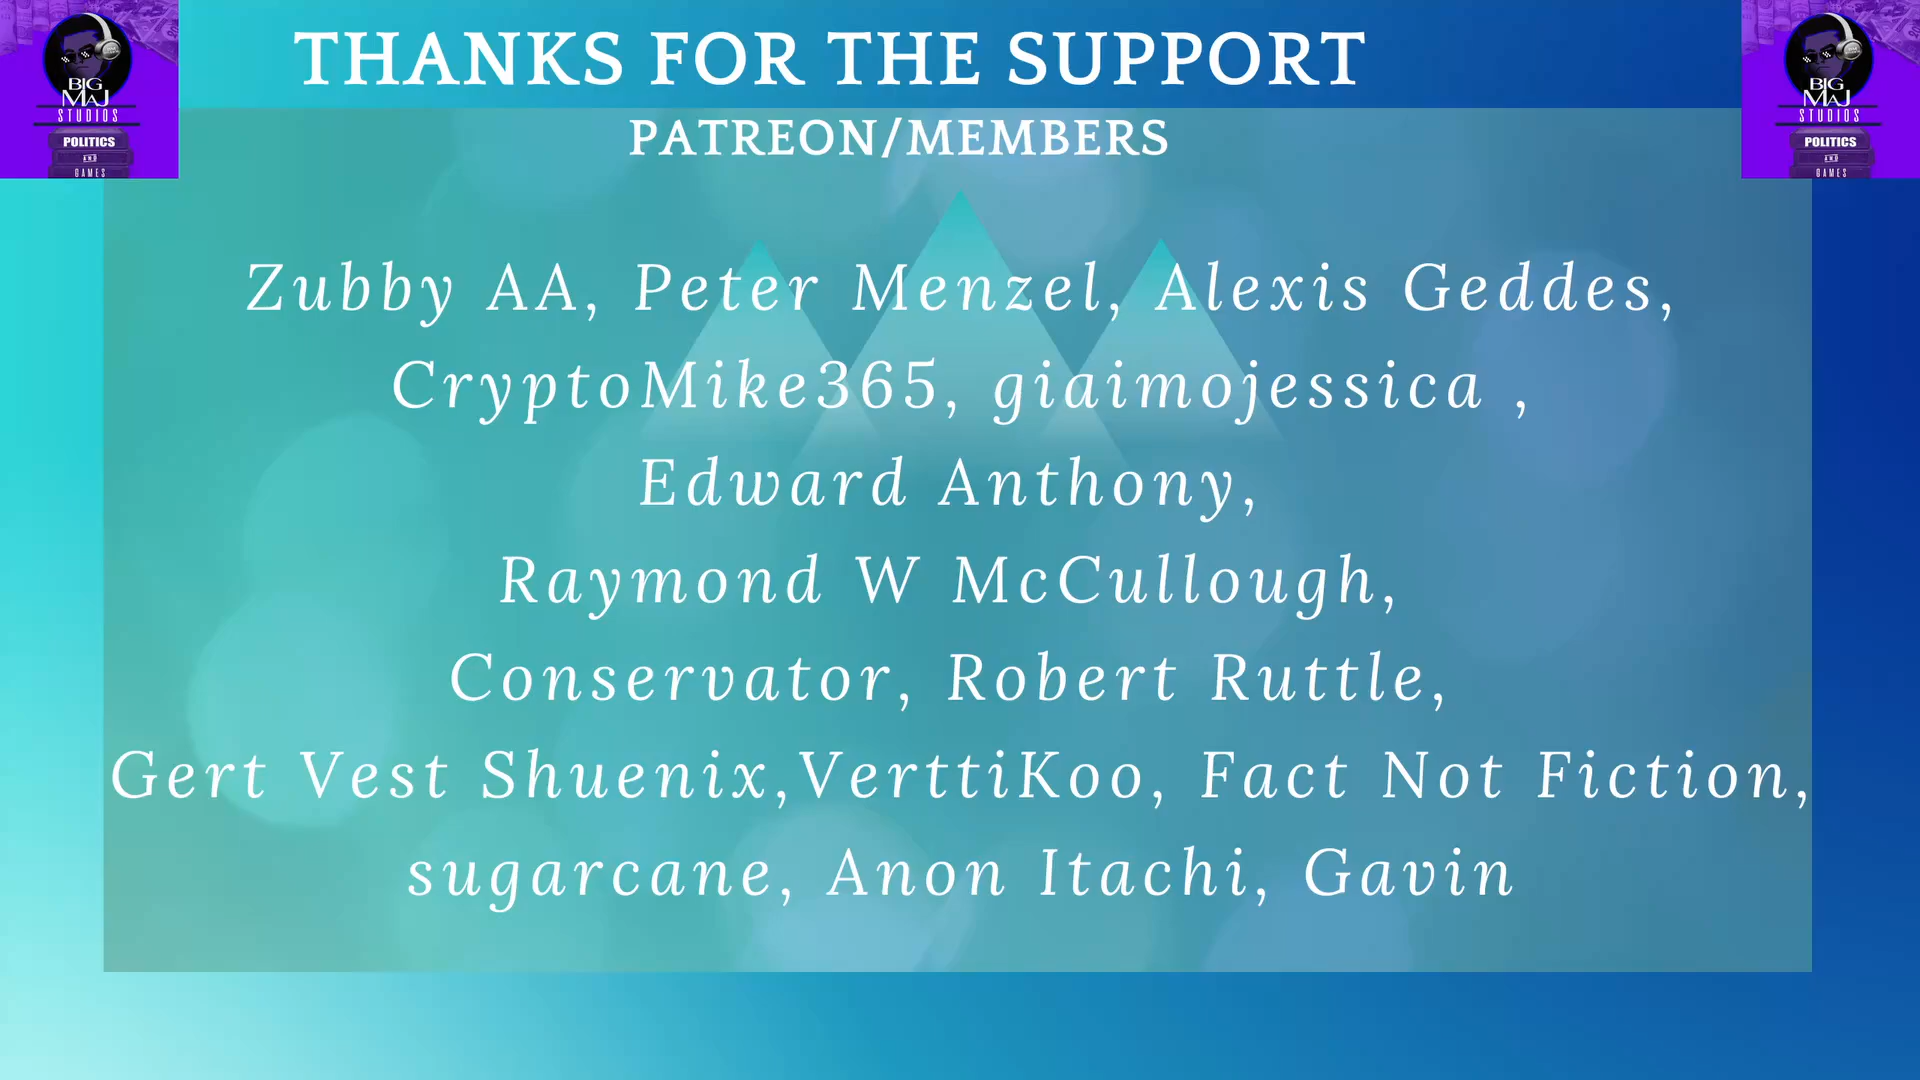 THANKS FOR THE SUPPORT
PATREON/MEMBERS
BIG
MAJ
STUDIOS
POLITICS
AND
GAMES
BIG
MAJ
STUDIOS
POLITICS
AND
GAMES
Zubby AA, Peter Menzel, Alexis Geddes,
CryptoMike365, giaimojessica ,
Edward Anthony,
Raymond W McCullough,
Conservator, Robert Ruttle,
Gert Vest Shuenix,VerttiKoo, Fact Not Fiction,
sugarcane, Anon Itachi, Gavin